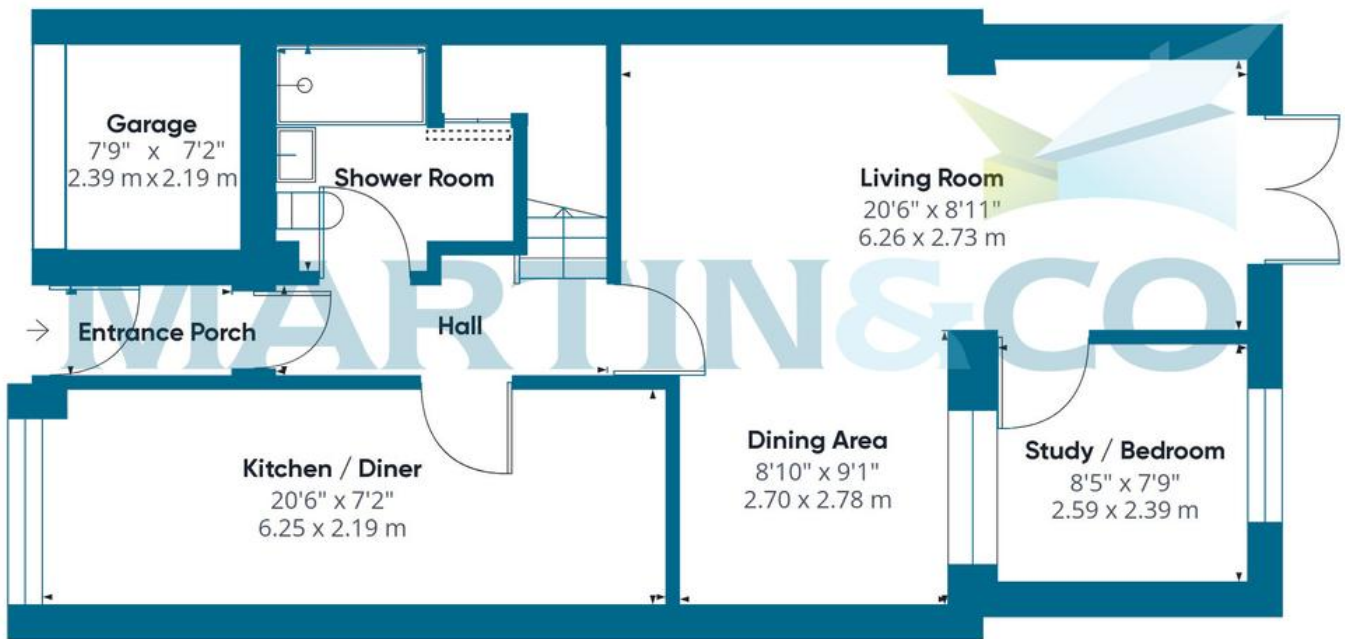 Garage
7'9" x 7'2"
2.39 m x 2.19 m
Shower Room
Living Room
20'6" x 8'11"
6.26 x 2.73 m
MARTIN&CO
Entrance Porch
Hall
Kitchen / Diner
20'6" x 7'2"
6.25 x 2.19 m
Dining Area
8'10" x 9'1"
2.70 x 2.78 m
Study / Bedroom
8'5" x 7'9"
2.59 x 2.39 m